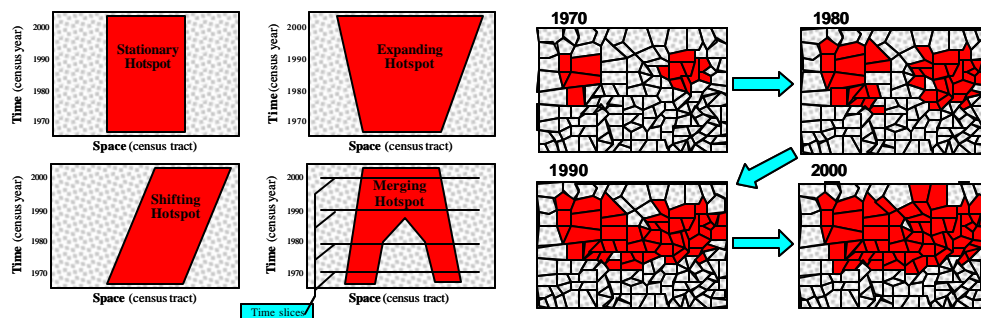 2000
1990
1980
1970
Time (census year)
Stationary
Hotspot
Space (census tract)
2000
1990
1980
1970
Time (census year)
Expanding
Hotspot
Space (census tract)
2000
1990
1980
1970
Time (census year)
Shifting
Hotspot
Space (census tract)
2000
1990
1980
1970
Time (census year)
Merging
Hotspot
Space (census tract)
Time slices
1970
1980
1990
2000